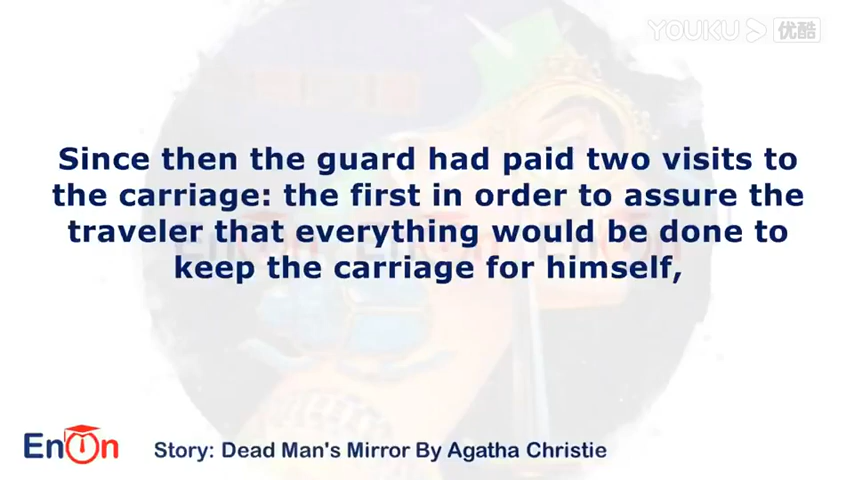 YOUKU 优酷
Since then the guard had paid two visits to
the carriage: the first in order to assure the
traveler that everything would be done to
keep the carriage for himself,
EnOn
Story: Dead Man's Mirror By Agatha Christie